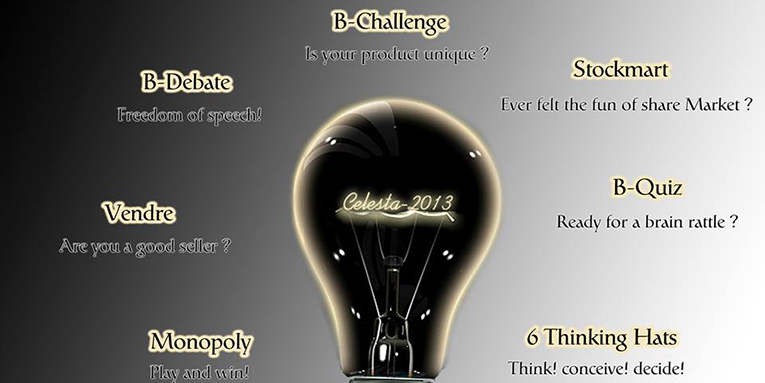 B-Challenge
Is your product unique ?
B-Debate
Freedom of speech!
Stockmart
Ever felt the fun of share Market ?
Celesta-2013
B-Quiz
Ready for a brain rattle ?
Vendre
Are you a good seller ?
Monopoly
Play and win!
6 Thinking Hats
Think! conceive! decide!